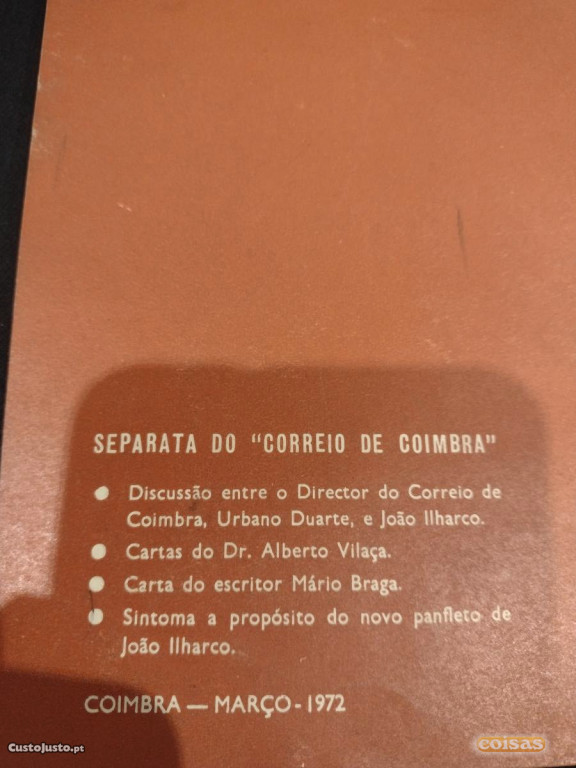 SEPARATA DO "CORREIO DE COIMBRA"
● Discussão entre o Director do Correio de
Coimbra, Urbano Duarte, e João Ilharco.
● Cartas do Dr. Alberto Vilaça.
● Carta do escritor Mário Braga.
● Sintoma a propósito do novo panfleto de
João Ilharco.
COIMBRA — MARÇO - 1972
CustoJusto.pt
coisas